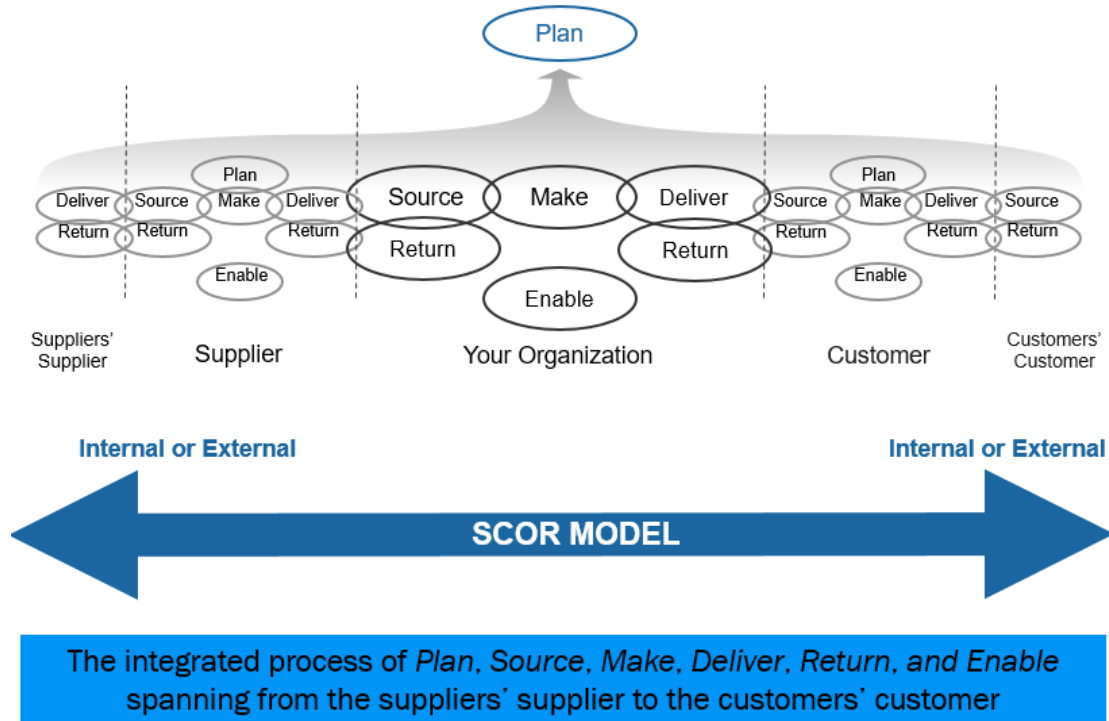 Plan
Plan
Plan
Deliver Source Make Deliver Source Make Deliver Source Make Deliver Source
Return Return Return Return Return Return Return Return
Enable Enable Enable
Suppliers’
Supplier
Supplier
Your Organization
Customer
Customers’
Customer
Internal or External
Internal or External
SCOR MODEL
The integrated process of Plan, Source, Make, Deliver, Return, and Enable
spanning from the suppliers’ supplier to the customers’ customer